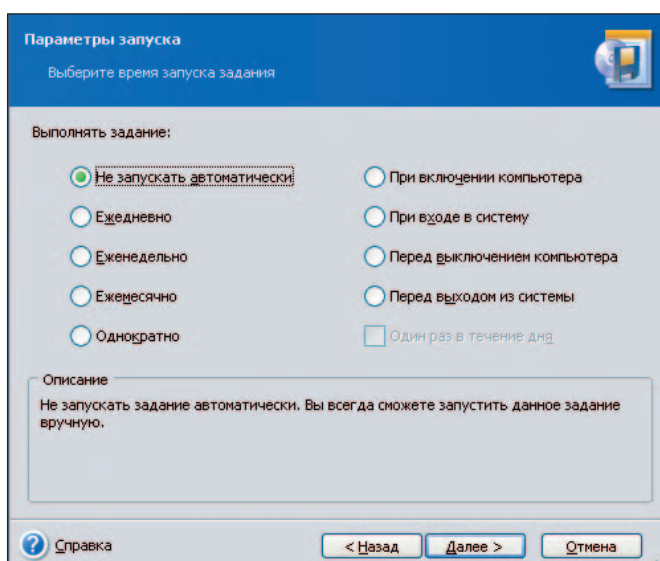 Параметры запуска
Выберите время запуска задания
Выполнять задание:
Не запускать автоматически
Ежедневно
Еженедельно
Ежемесячно
Однократно
При включении компьютера
При входе в систему
Перед выключением компьютера
Перед выходом из системы
Один раз в течение дня
Описание
Не запускать задание автоматически. Вы всегда сможете запустить данное задание
вручную.
Справка
< Назад
Далее >
Отмена